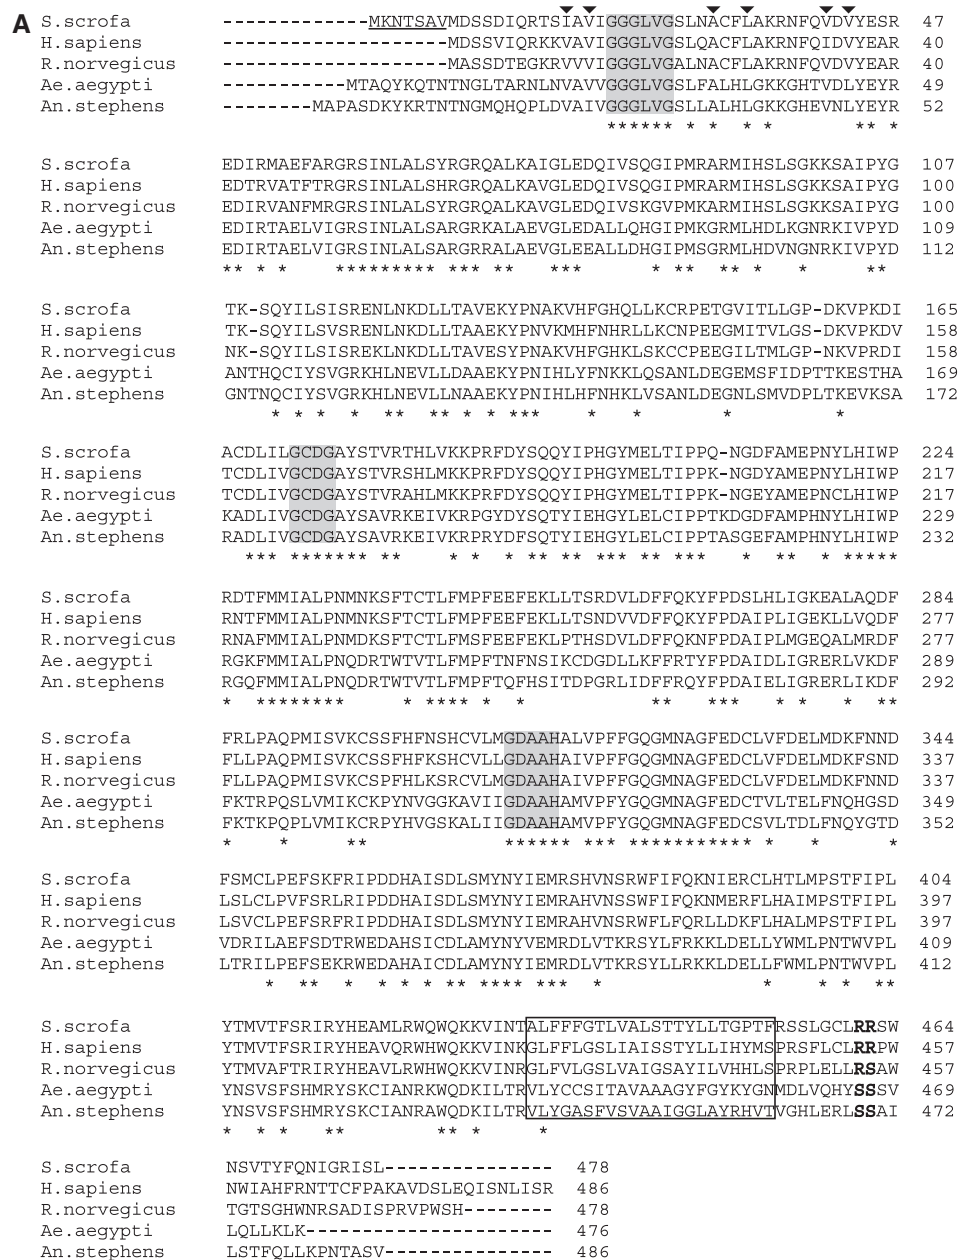 A
S.scrofa -------------MKNTSAVMDSSDIQRTSIAVIGGGLVGSLNACFLAKRNFQVDVYESR 47
H.sapiens --------------------MDSSVIQRKKVAVIGGGLVGSLQACFLAKRNFQIDVYEAR 40
R.norvegicus --------------------MASSDTEGKRVVVIGGGLVGALNACFLAKRNFQVDVYEAR 40
Ae.aegypti -----------MTAQYKQTNTNGLTARNLNVAVVGGGLVGSLFALHLGKKGHTVDLYEYR 49
An.stephens --------MAPASDKYKRTNTNGMQHQPLDVAIVGGGLVGSLLALHLGKKGHEVNLYEYR 52
****** * * * * ** *
S.scrofa EDIRMAEFARGRSINLALSYRGRQALKAIGLEDQIVSQGIPMRARMIHSLSGKKSAIPYG 107
H.sapiens EDTRVATFTRGRSINLALSHRGRQALKAVGLEDQIVSQGIPMRARMIHSLSGKKSAIPYG 100
R.norvegicus EDIRVANFMRGRSINLALSYRGRQALKAVGLEDQIVSKGVPMKARMIHSLSGKKSAIPYG 100
Ae.aegypti EDIRTAELVIGRSINLALSARGRKALAEVGLEDALLQHGIPMKGRMLHDLKGNRKIVPYD 109
An.stephens EDIRTAELVIGRSINLALSARGRRALAEVGLEEALLDHGIPMSGRMLHDVNGNRKIVPYD 112
** * * ********* *** ** *** * ** ** * * **
S.scrofa TK-SQYILSISRENLNKDLLTAVEKYPNAKVHFGHQLLKCRPETGVITLLGP-DKVPKDI 165
H.sapiens TK-SQYILSVSRENLNKDLLTAAEKYPNVKMHFNHRLLKCNPEEGMITVLGS-DKVPKDV 158
R.norvegicus NK-SQYILSISREKLNKDLLTAVESYPNAKVHFGHKLSKCCPEEGILTMLGP-NKVPRDI 158
Ae.aegypti ANTHQCIYSVGRKHLNEVLLDAAEKYPNIHLYFNKKLQSANLDEGEMSFIDPTTKESTHA 169
An.stephens GNTNQCIYSVGRKHLNEVLLNAAEKYPNIHLHFNHKLVSANLDEGNLSMVDPLTKEVKSA 172
* * * * ** ** * * *** * * * *
S.scrofa ACDLILGCDGAYSTVRTHLVKKPRFDYSQQYIPHGYMELTIPPQ-NGDFAMEPNYLHIWP 224
H.sapiens TCDLIVGCDGAYSTVRSHLMKKPRFDYSQQYIPHGYMELTIPPK-NGDFAMEPNYLHIWP 217
R.norvegicus TCDLIVGCDGAYSTVRAHLMKKPRFDYSQQYIPHGYMELTIPPK-NGEYAMEPNCLHIWP 217
Ae.aegypti KADLIVGCDGAYSAVRKEIVKRPGYDYSQTYIEHGYLELCIPPTKDGDFAMPHNYLHIWP 229
An.stephens RADLIVGCDGAYSAVRKEIVKRPRYDFSQTYIEHGYLELCIPPTASGEFAMPHNYLHIWP 232
*** ******* ** * * * ** ** *** ** *** * ** * *****
S.scrofa RDTFMMIALPNMNKSFTCTLFMPFEEFEKLLTSRDVLDFFQKYFPDSLHLIGKEALAQDF 284
H.sapiens RNTFMMIALPNMNKSFTCTLFMPFEEFEKLLTSNDVVDFFQKYFPDAIPLIGEKLLVQDF 277
R.norvegicus RNAFMMIALPNMDKSFTCTLFMSFEEFEKLPTHSDVLDFFQKNFPDAIPLMGEQALMRDF 277
Ae.aegypti RGKFMMIALPNQDRTWTVTLFMPFTNFNSIKCDGDLLKFFRTYFPDAIDLIGRERLVKDF 289
An.stephens RGQFMMIALPNQDRTWTVTLFMPFTQFHSITDPGRLIDFFRQYFPDAIELIGRERLIKDF 292
* ******** * **** * * ** *** * * * **
S.scrofa FRLPAQPMISVKCSSFHFNSHCVLMGDAAHALVPFFGQGMNAGFEDCLVFDELMDKFNND 344
H.sapiens FLLPAQPMISVKCSSFHFKSHCVLLGDAAHAIVPFFGQGMNAGFEDCLVFDELMDKFSND 337
R.norvegicus FLLPAQPMISVKCSPFHLKSRCVLMGDAAHAIVPFFGQGMNAGFEDCLVFDELMDKFNND 337
Ae.aegypti FKTRPQSLVMIKCKPYNVGGKAVIIGDAAHAMVPFYGQGMNAGFEDCTVLTELFNQHGSD 349
An.stephens FKTKPQPLVMIKCRPYHVGSKALIIGDAAHAMVPFYGQGMNAGFEDCSVLTDLFNQYGTD 352
* * ** ****** *** *********** * * *
S.scrofa FSMCLPEFSKFRIPDDHAISDLSMYNYIEMRSHVNSRWFIFQKNIERCLHTLMPSTFIPL 404
H.sapiens LSLCLPVFSRLRIPDDHAISDLSMYNYIEMRAHVNSSWFIFQKNMERFLHAIMPSTFIPL 397
R.norvegicus LSVCLPEFSRFRIPDDHAISDLSMYNYIEMRAHVNSRWFLFQRLLDKFLHALMPSTFIPL 397
Ae.aegypti VDRILAEFSDTRWEDAHSICDLAMYNYVEMRDLVTKRSYLFRKKLDELLYWMLPNTWVPL 409
An.stephens LTRILPEFSEKRWEDAHAICDLAMYNYIEMRDLVTKRSYLLRKKLDELLFWMLPNTWVPL 412
* ** * * * * ** **** *** * * * * **
S.scrofa YTMVTFSRIRYHEAMLRWQWQKKVINTALFFFGTLVALSTTYLLTGPTFRSSLGCLRRSW 464
H.sapiens YTMVTFSRIRYHEAVQRWHWQKKVINKGLFFLGSLIAISSTYLLIHYMSPRSFLCLRRPW 457
R.norvegicus YTMVAFTRIRYHEAVLRWHWQKKVINRGLFVLGSLVAIGSAYILVHHLSPRPLELLRSAW 457
Ae.aegypti YNSVSFSHMRYSKCIANRKWQDKILTRVLYCCSITAVAAAGYFGYKYGNMDLVQHYSSSV 469
An.stephens YNSVSFSHMRYSKCIANRAWQDKILTRVLYGASFVSVAAIGGLAYRHVTVGHLERLSSAI 472
* * * ** ** * *
S.scrofa NSVTYFQNIGRISL--------------- 478
H.sapiens NWIAHFRNTTCFPAKAVDSLEQISNLISR 486
R.norvegicus TGTSGHWNRSADISPRVPWSH-------- 478
Ae.aegypti LQLLKLK---------------------- 476
An.stephens LSTFQLLKPNTASV--------------- 486